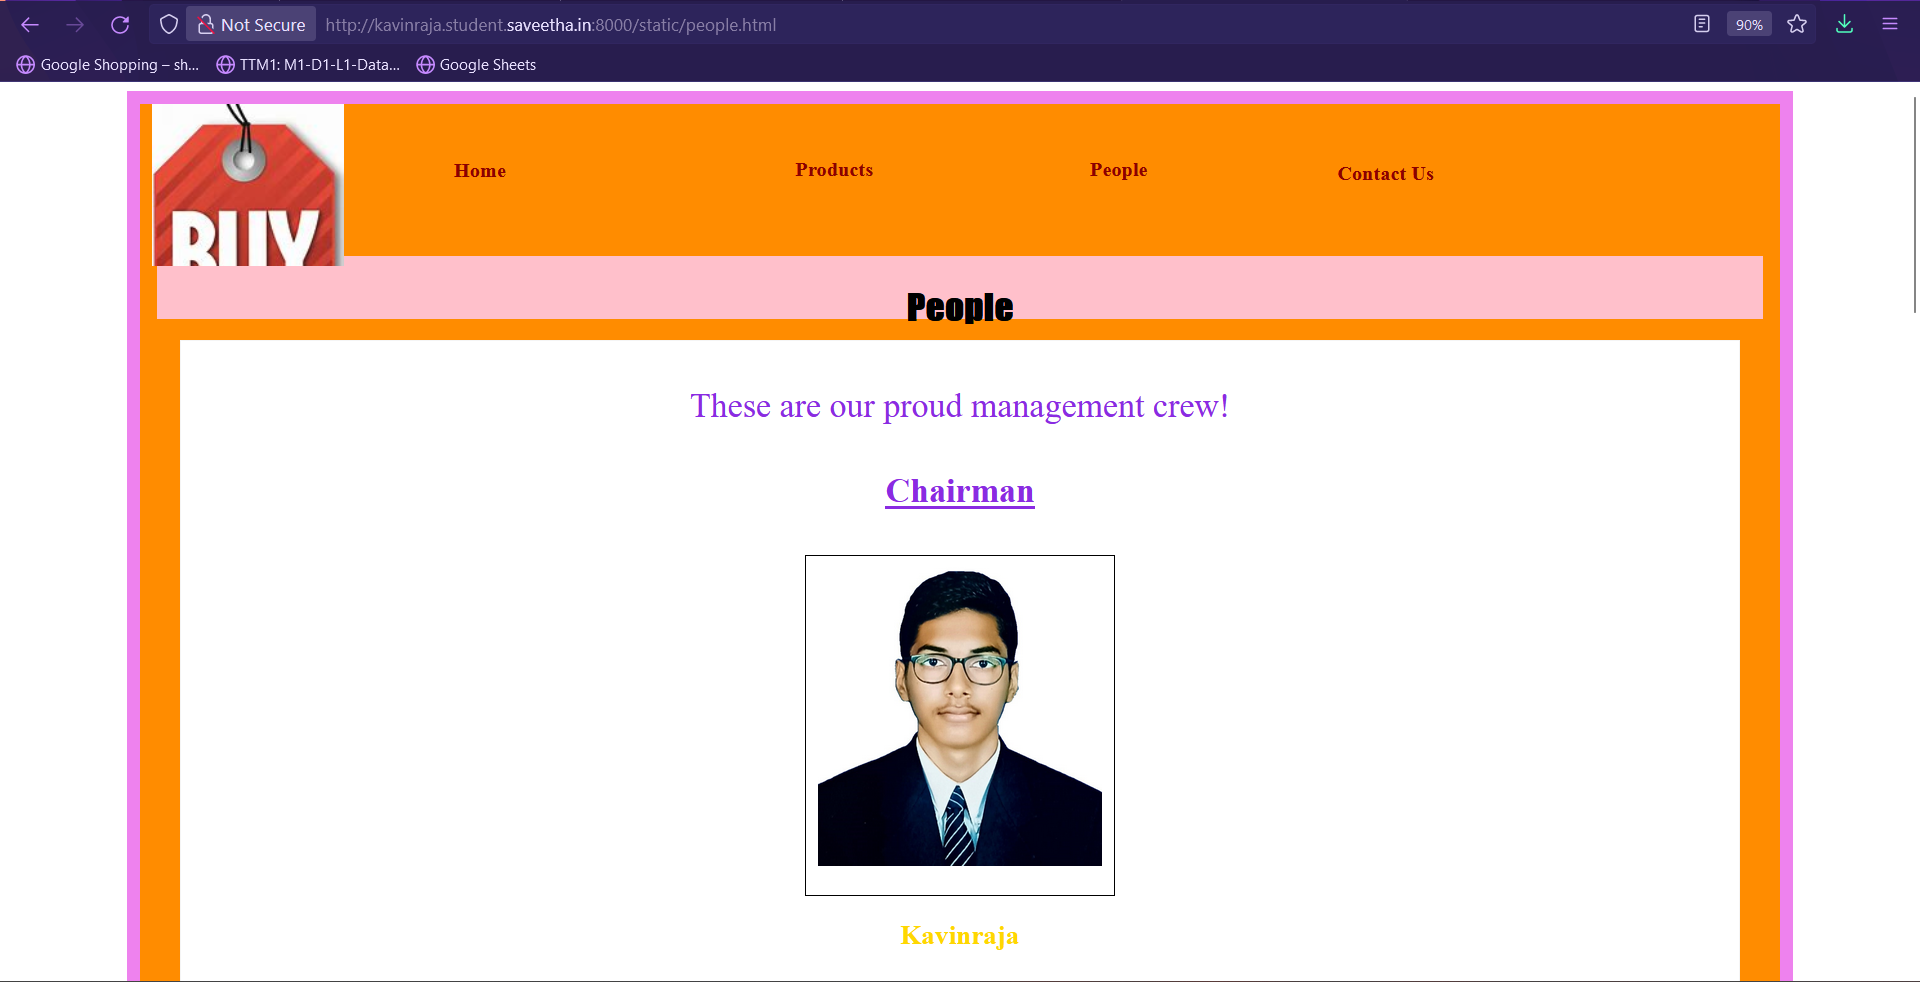 Not Secure http://kavinraja.student.saveetha.in:8000/static/people.html 90%
Google Shopping – sh... TTM1: M1-D1-L1-Data... Google Sheets
BUY
Home Products People Contact Us
People
These are our proud management crew!
Chairman
Kavinraja